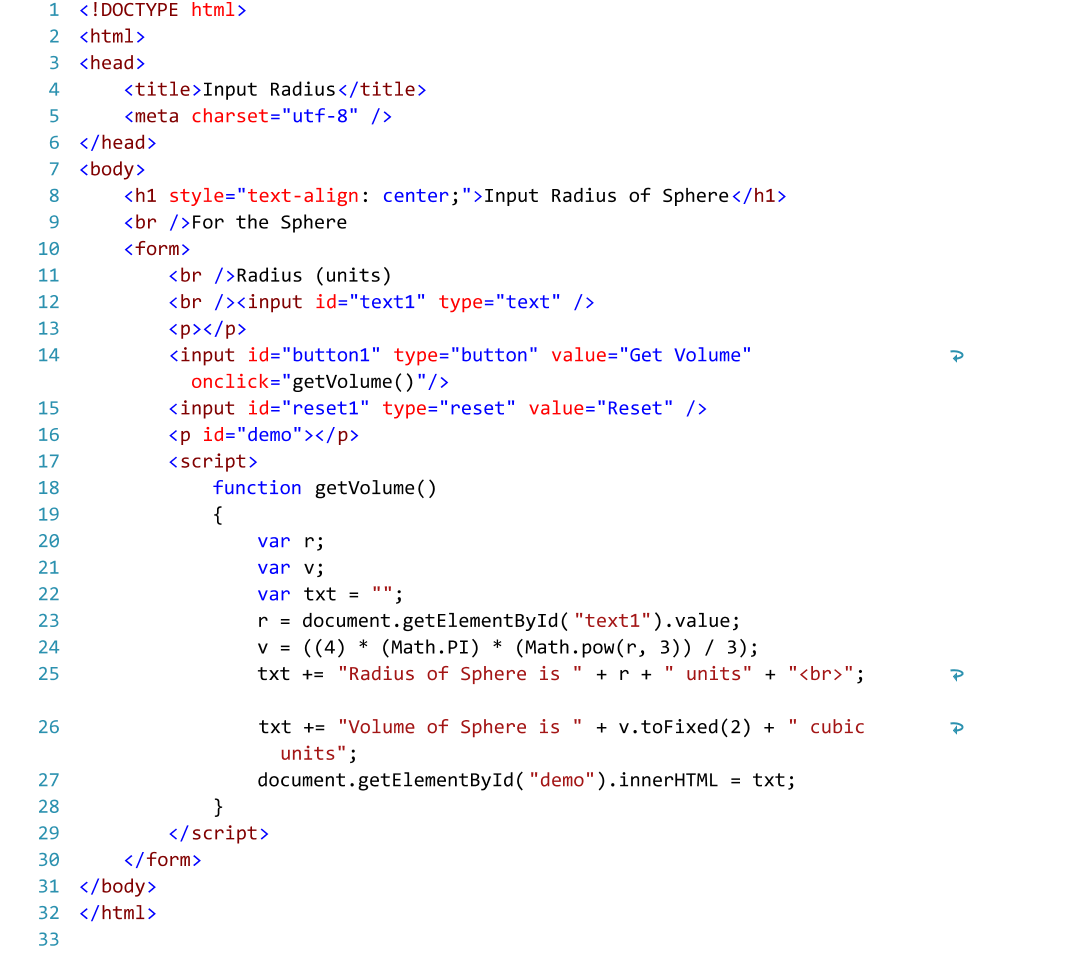 1 <!DOCTYPE html>
2 <html>
3 <head>
4     <title>Input Radius</title>
5     <meta charset="utf-8" />
6 </head>
7 <body>
8     <h1 style="text-align: center;">Input Radius of Sphere</h1>
9     <br />For the Sphere
10     <form>
11         <br />Radius (units)
12         <br /><input id="text1" type="text" />
13         <p></p>
14         <input id="button1" type="button" value="Get Volume"
           onclick="getVolume()"/>
15         <input id="reset1" type="reset" value="Reset" />
16         <p id="demo"></p>
17         <script>
18             function getVolume()
19             {
20                 var r;
21                 var v;
22                 var txt = "";
23                 r = document.getElementById("text1").value;
24                 v = ((4) * (Math.PI) * (Math.pow(r, 3)) / 3);
25                 txt += "Radius of Sphere is " + r + " units" + "<br>";
26                 txt += "Volume of Sphere is " + v.toFixed(2) + " cubic
                   units";
27                 document.getElementById("demo").innerHTML = txt;
28             }
29         </script>
30     </form>
31 </body>
32 </html>
33